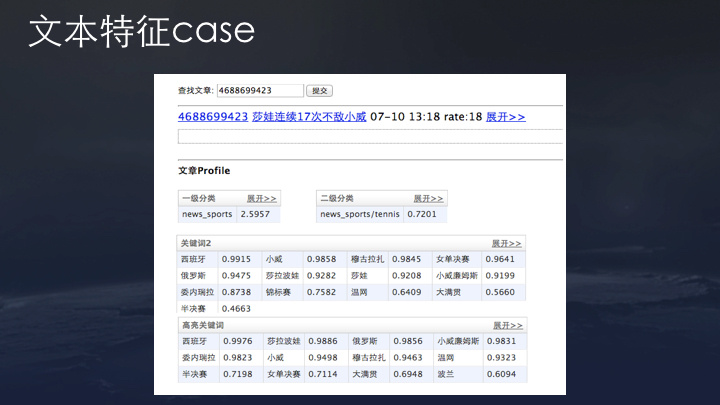 文本特征case
查找文章: 4688699423 提交
4688699423 莎娃连续17次不敌小威 07-10 13:18 rate:18 展开>>
文章Profile
一级分类 展开>> 二级分类 展开>>
news_sports 2.5957 news_sports/tennis 0.7201
关键词2 展开>>
西班牙 0.9915 小威 0.9858 穆古拉扎 0.9845 女单决赛 0.9641
俄罗斯 0.9475 莎拉波娃 0.9282 莎娃 0.9208 小威廉姆斯 0.9199
委内瑞拉 0.8738 锦标赛 0.7582 温网 0.6409 大满贯 0.5660
半决赛 0.4663
高亮关键词 展开>>
西班牙 0.9976 莎拉波娃 0.9886 俄罗斯 0.9856 小威廉姆斯 0.9831
委内瑞拉 0.9823 小威 0.9498 穆古拉扎 0.9463 温网 0.9323
半决赛 0.7198 女单决赛 0.7114 大满贯 0.6948 波兰 0.6094